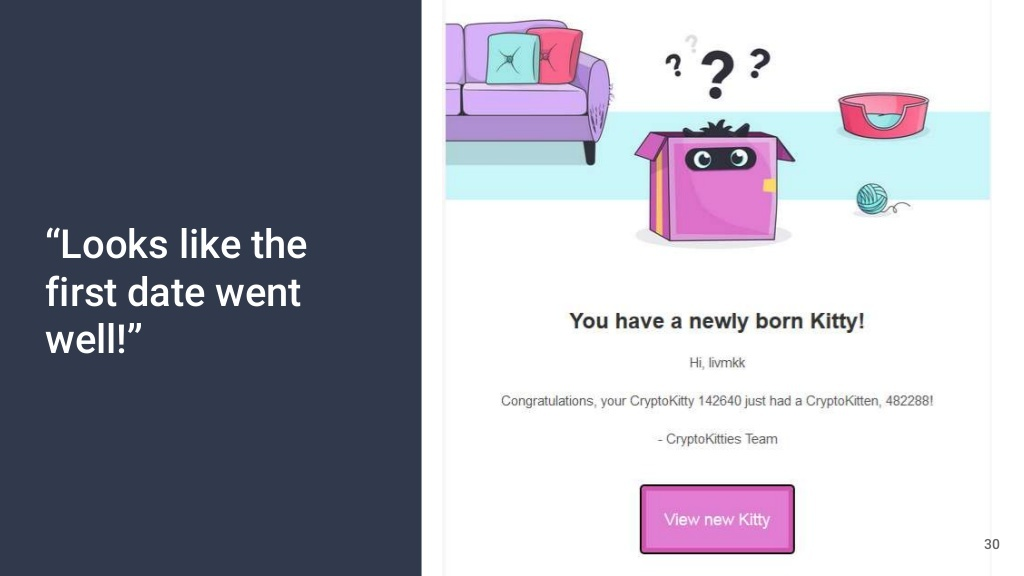 “Looks like the
first date went
well!”
? ? ? ?
You have a newly born Kitty!
Hi, livmkk
Congratulations, your CryptoKitty 142640 just had a CryptoKitten, 482288!
- CryptoKitties Team
View new Kitty
30